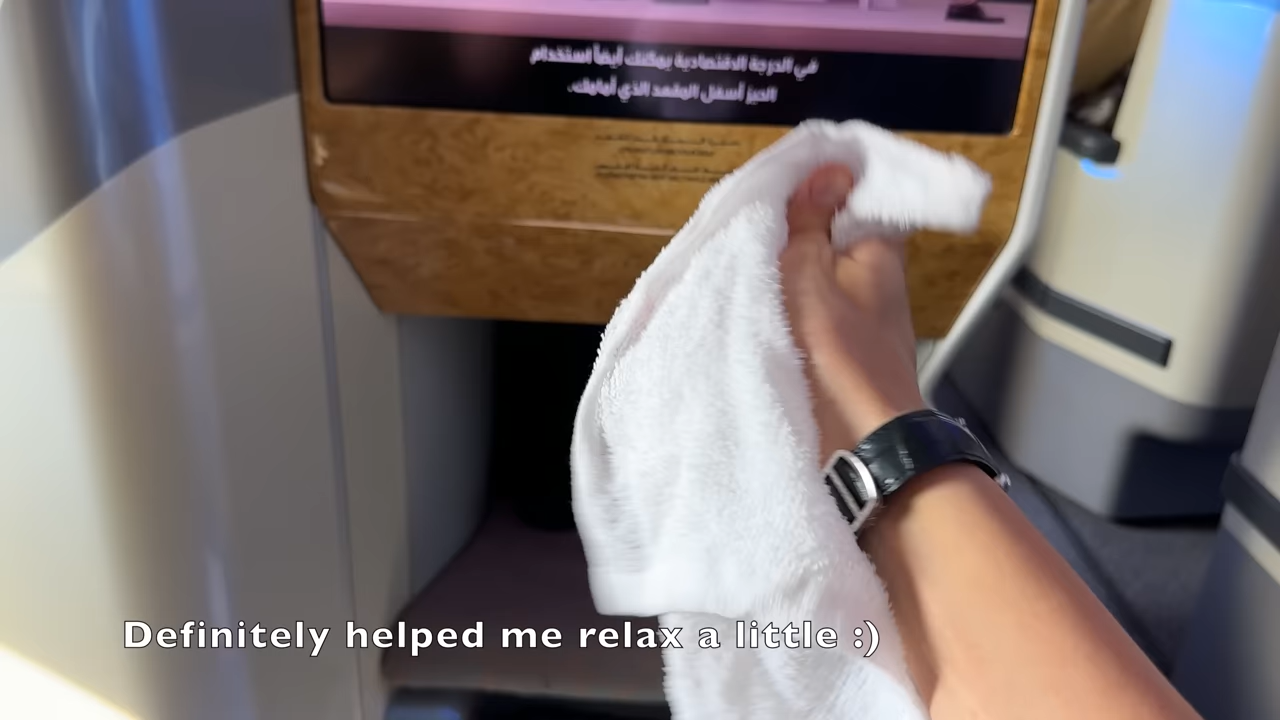 في الدرجة الاقتصادية يمكنك أيضاً استخدام
الحيز أسفل المقعد الذي أمامك.
Definitely helped me relax a little :)